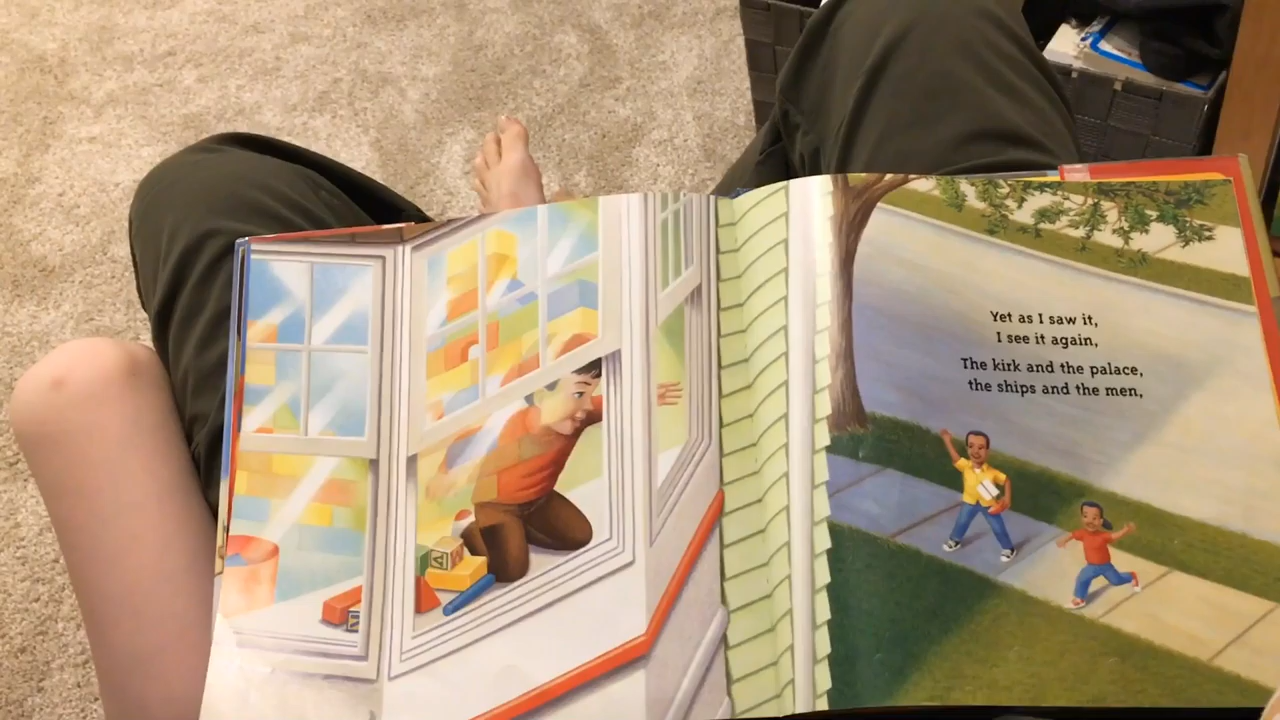 Yet as I saw it,
I see it again,
The kirk and the palace,
the ships and the men,